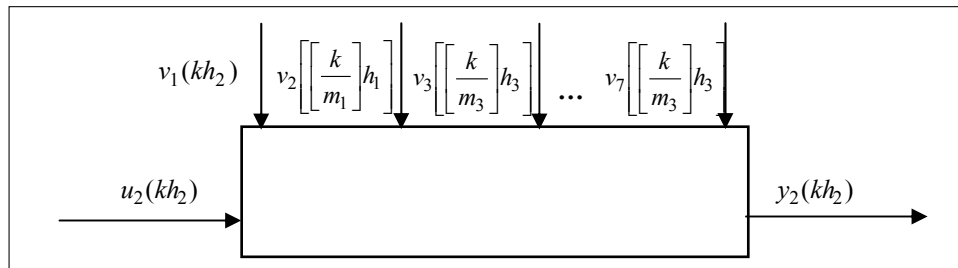 v₁(kh₂) v₂[[k/m₁]h₁] v₃[[k/m₃]h₃] ... v₇[[k/m₃]h₃]
u₂(kh₂) y₂(kh₂)